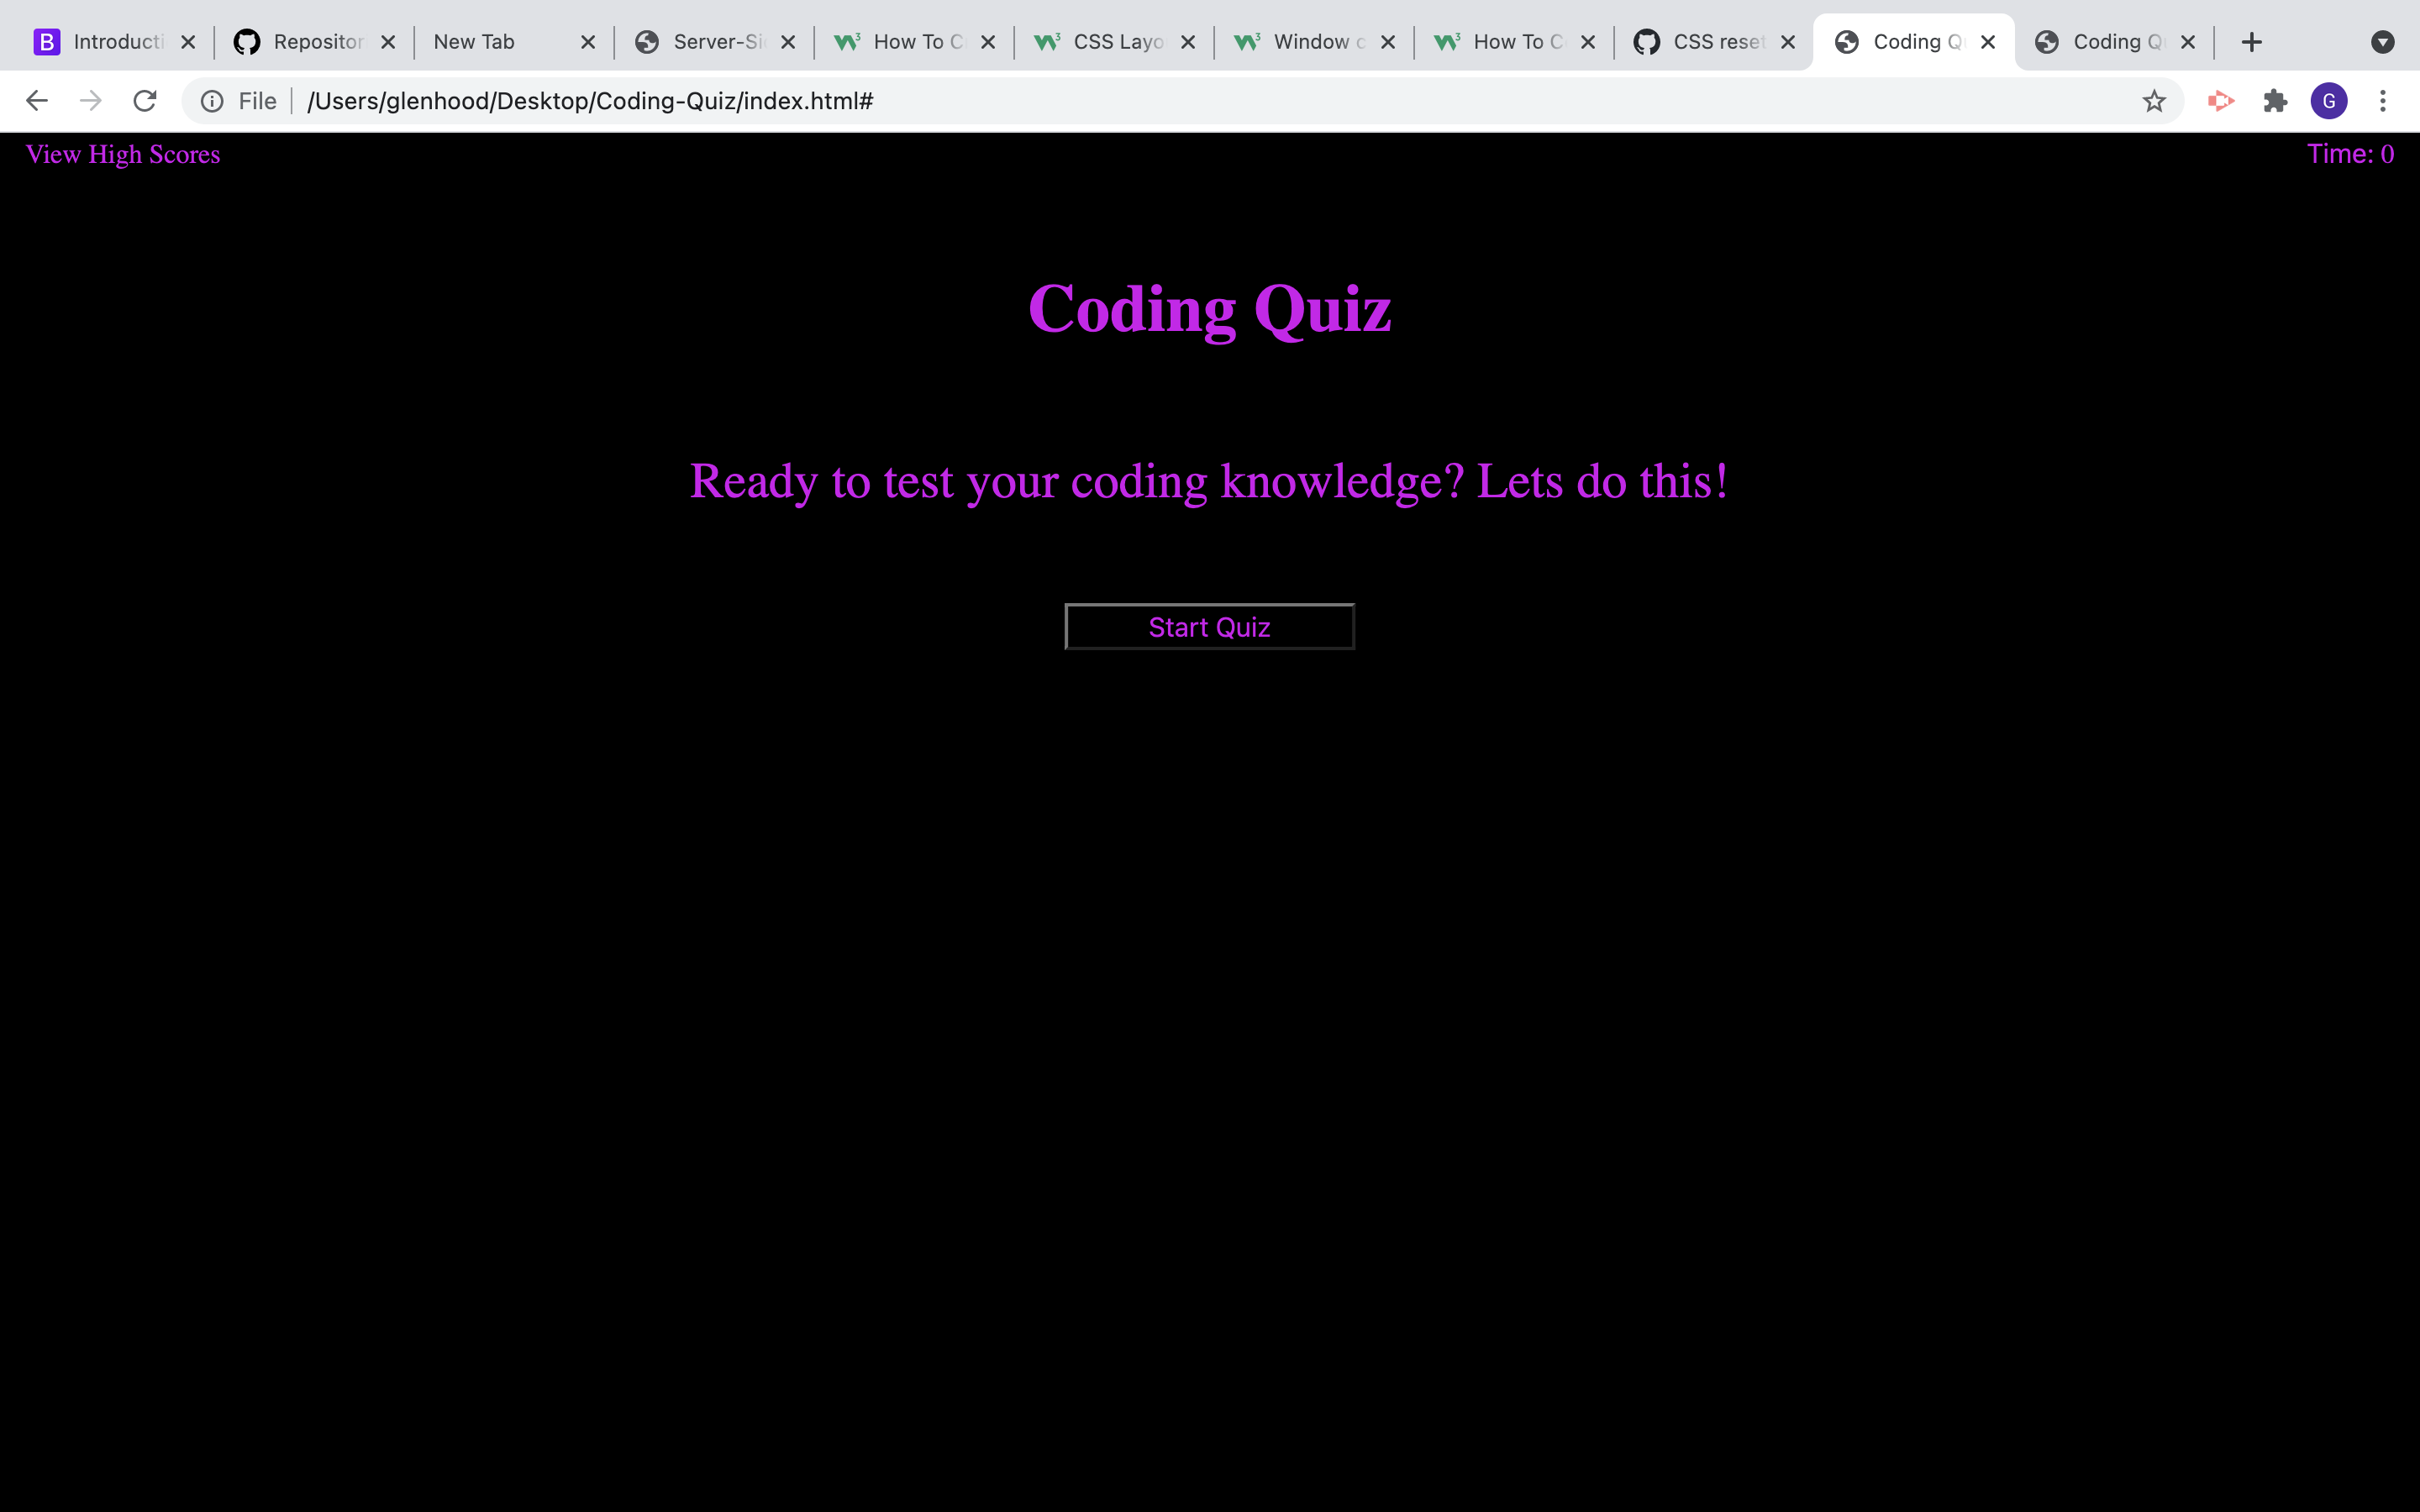 B Introducti Repositor New Tab Server-Si How To C CSS Layo Window o How To C CSS reset Coding Q Coding Q
File /Users/glenhood/Desktop/Coding-Quiz/index.html# G
View High Scores Time: 0
Coding Quiz
Ready to test your coding knowledge? Lets do this!
Start Quiz